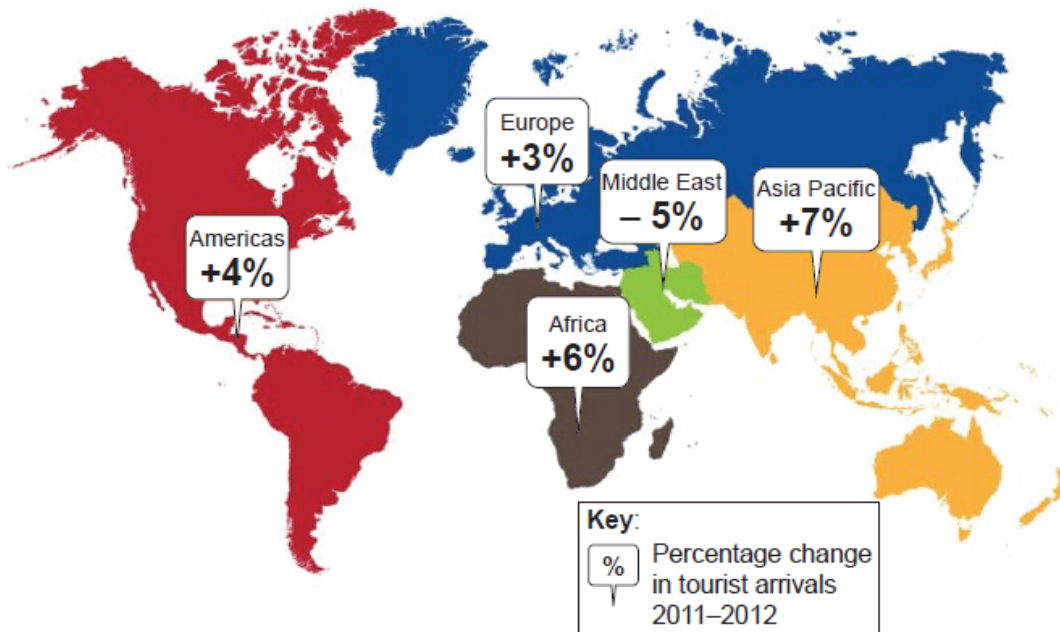 Europe
+3%
Middle East
– 5%
Asia Pacific
+7%
Americas
+4%
Africa
+6%
Key:
%
Percentage change
in tourist arrivals
2011–2012